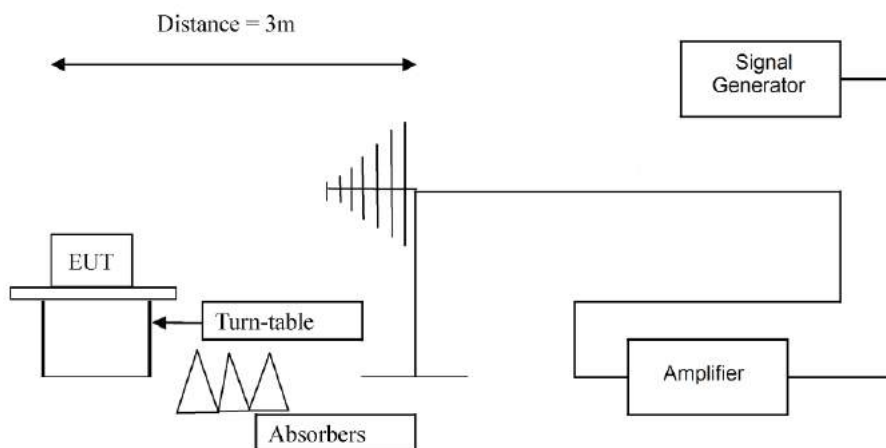 Distance = 3m
Signal
Generator
EUT
Turn-table
Amplifier
Absorbers